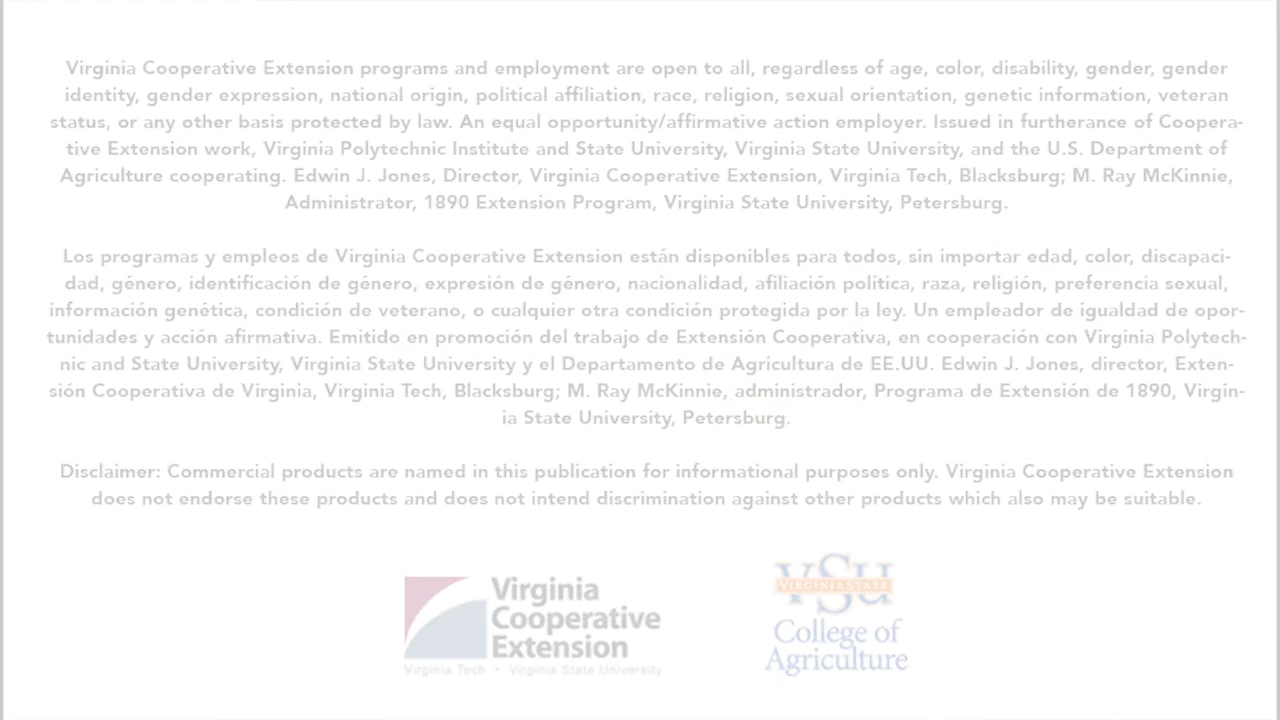 Virginia Cooperative Extension programs and employment are open to all, regardless of age, color, disability, gender, gender
identity, gender expression, national origin, political affiliation, race, religion, sexual orientation, genetic information, veteran
status, or any other basis protected by law. An equal opportunity/affirmative action employer. Issued in furtherance of Coopera-
tive Extension work, Virginia Polytechnic Institute and State University, Virginia State University, and the U.S. Department of
Agriculture cooperating. Edwin J. Jones, Director, Virginia Cooperative Extension, Virginia Tech, Blacksburg; M. Ray McKinnie,
Administrator, 1890 Extension Program, Virginia State University, Petersburg.
Los programas y empleos de Virginia Cooperative Extension están disponibles para todos, sin importar edad, color, discapaci-
dad, género, identificación de género, expresión de género, nacionalidad, afiliación política, raza, religión, preferencia sexual,
información genética, condición de veterano, o cualquier otra condición protegida por la ley. Un empleador de igualdad de opor-
tunidades y acción afirmativa. Emitido en promoción del trabajo de Extensión Cooperativa, en cooperación con Virginia Polytech-
nic and State University, Virginia State University y el Departamento de Agricultura de EE.UU. Edwin J. Jones, director, Exten-
sión Cooperativa de Virginia, Virginia Tech, Blacksburg; M. Ray McKinnie, administrador, Programa de Extensión de 1890, Virgin-
ia State University, Petersburg.
Disclaimer: Commercial products are named in this publication for informational purposes only. Virginia Cooperative Extension
does not endorse these products and does not intend discrimination against other products which also may be suitable.
Virginia
Cooperative
Extension
Virginia Tech • Virginia State University
VSU
VIRGINIA STATE
College of
Agriculture